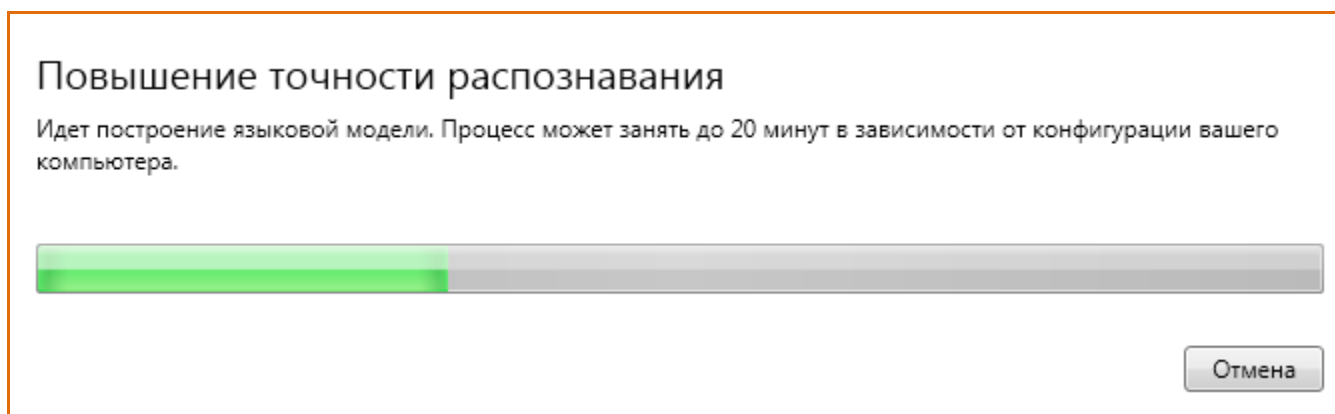 Повышение точности распознавания
Идет построение языковой модели. Процесс может занять до 20 минут в зависимости от конфигурации вашего
компьютера.
Отмена